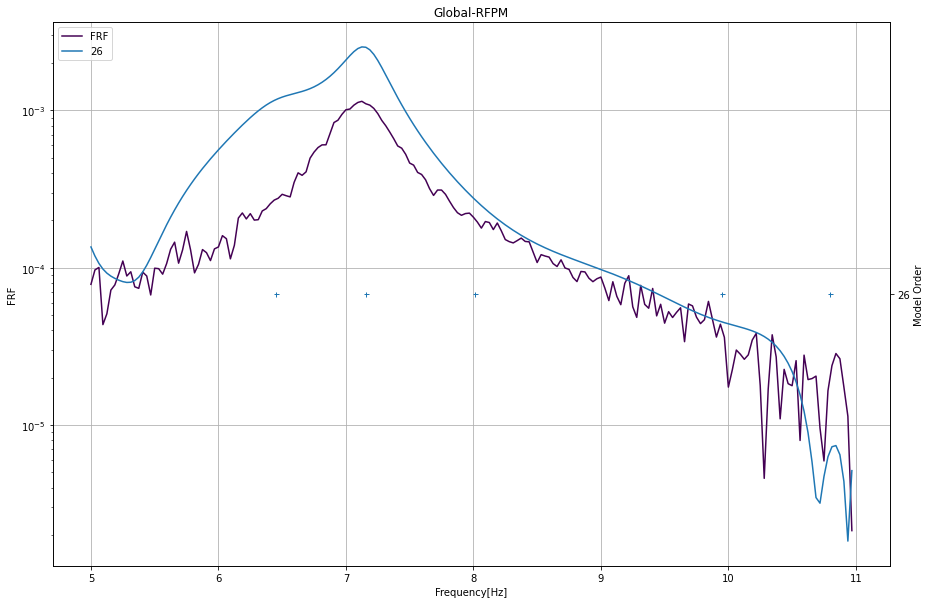 Global-RFPM
FRF
26
10⁻³
10⁻⁴
10⁻⁵
FRF
26
Model Order
5 6 7 8 9 10 11
Frequency[Hz]